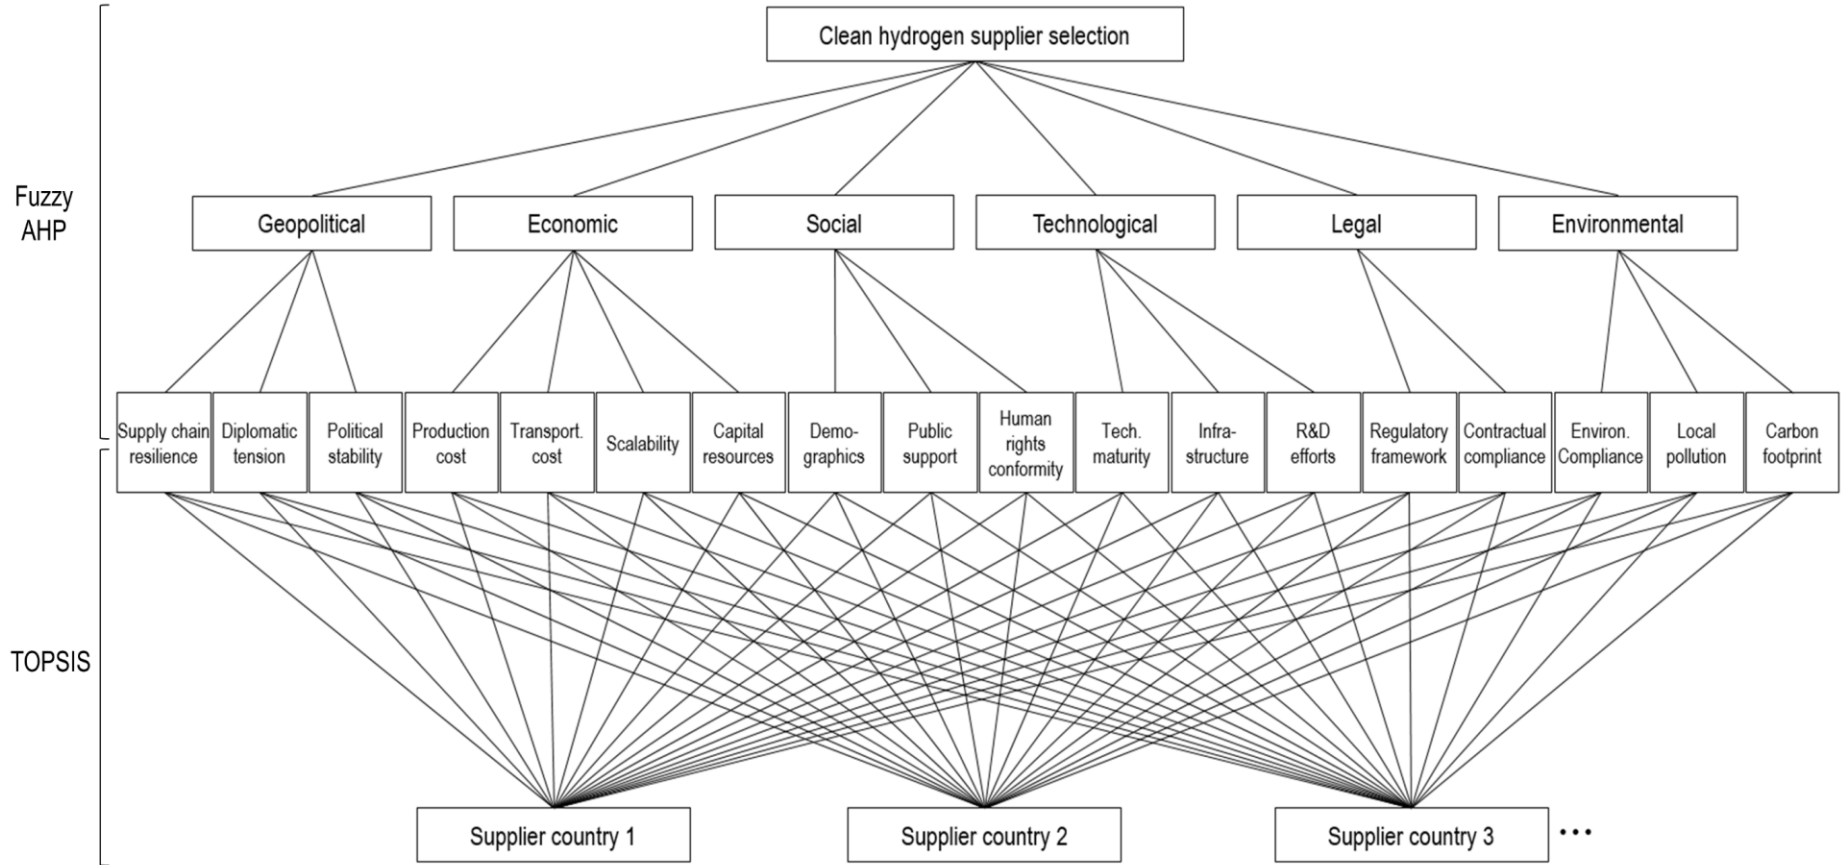 Clean hydrogen supplier selection
Fuzzy
AHP
Geopolitical
Economic
Social
Technological
Legal
Environmental
Supply chain
resilience
Diplomatic
tension
Political
stability
Production
cost
Transport.
cost
Scalability
Capital
resources
Demo-
graphics
Public
support
Human
rights
conformity
Tech.
maturity
Infra-
structure
R&D
efforts
Regulatory
framework
Contractual
compliance
Environ.
Compliance
Local
pollution
Carbon
footprint
TOPSIS
Supplier country 1
Supplier country 2
Supplier country 3
•••